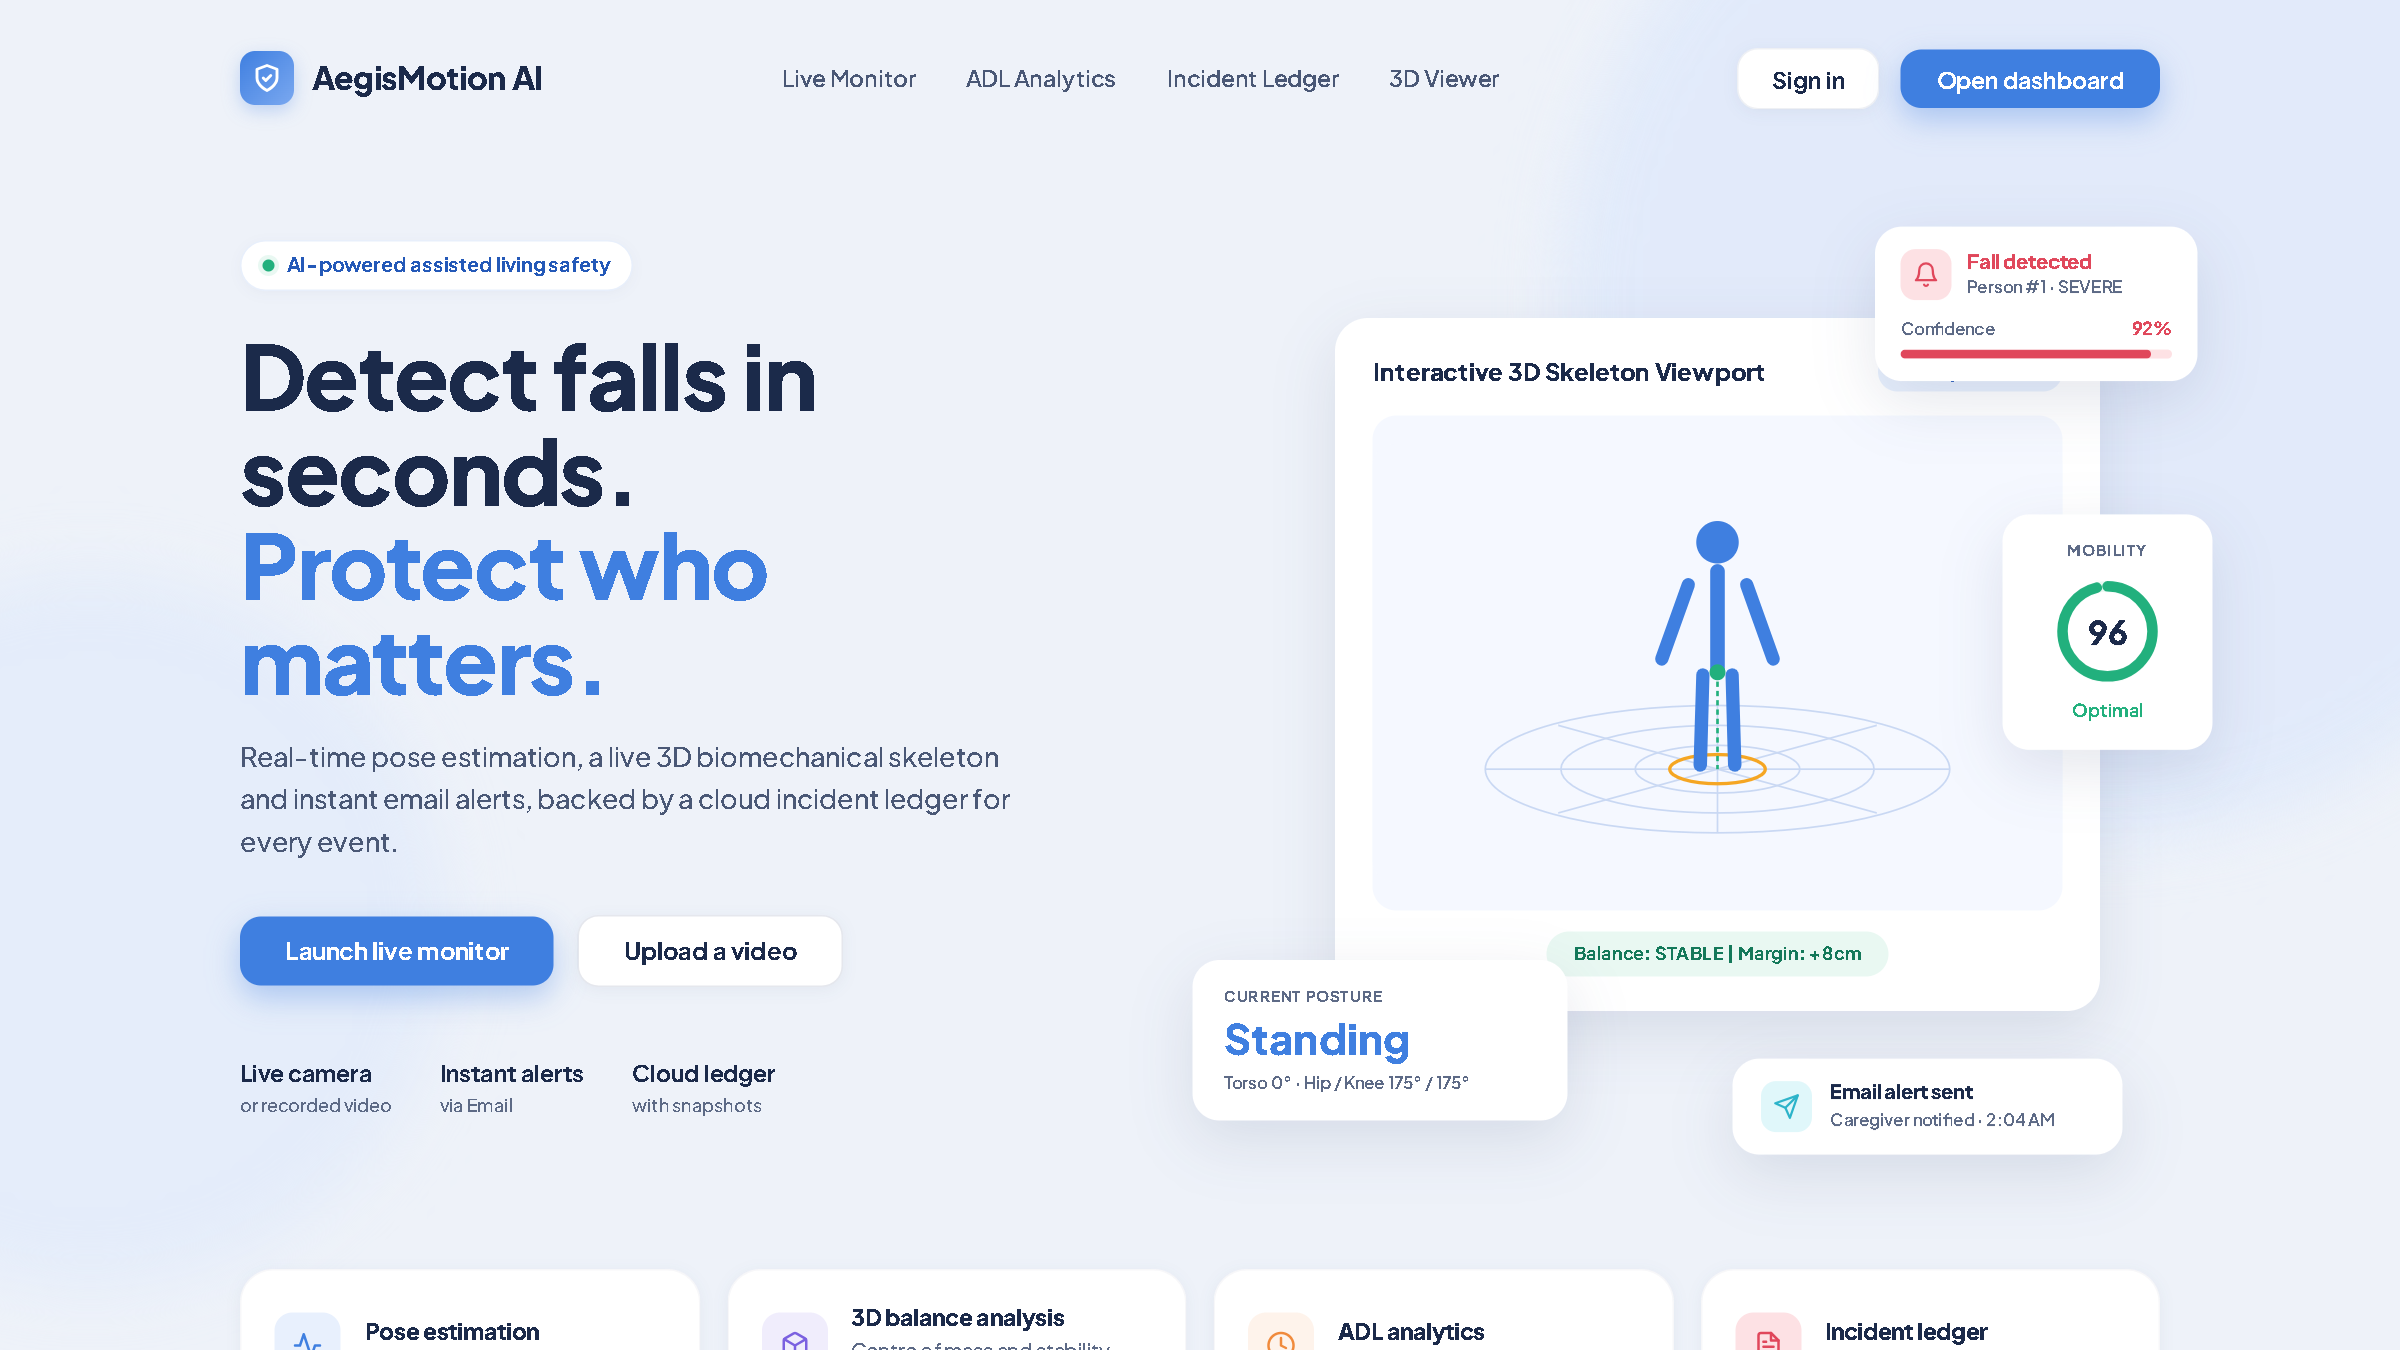 AegisMotion AI
Live Monitor
ADL Analytics
Incident Ledger
3D Viewer
Sign in
Open dashboard
AI-powered assisted living safety
Detect falls in
seconds.
Protect who
matters.
Real-time pose estimation, a live 3D biomechanical skeleton
and instant email alerts, backed by a cloud incident ledger for
every event.
Launch live monitor
Upload a video
Live camera
or recorded video
Instant alerts
via Email
Cloud ledger
with snapshots
Fall detected
Person #1 · SEVERE
Confidence
92%
Interactive 3D Skeleton Viewport
MOBILITY
96
Optimal
Balance: STABLE | Margin: +8cm
CURRENT POSTURE
Standing
Torso 0° · Hip / Knee 175° / 175°
Email alert sent
Caregiver notified · 2:04 AM
Pose estimation
3D balance analysis
Centre of mass and stability
ADL analytics
Incident ledger